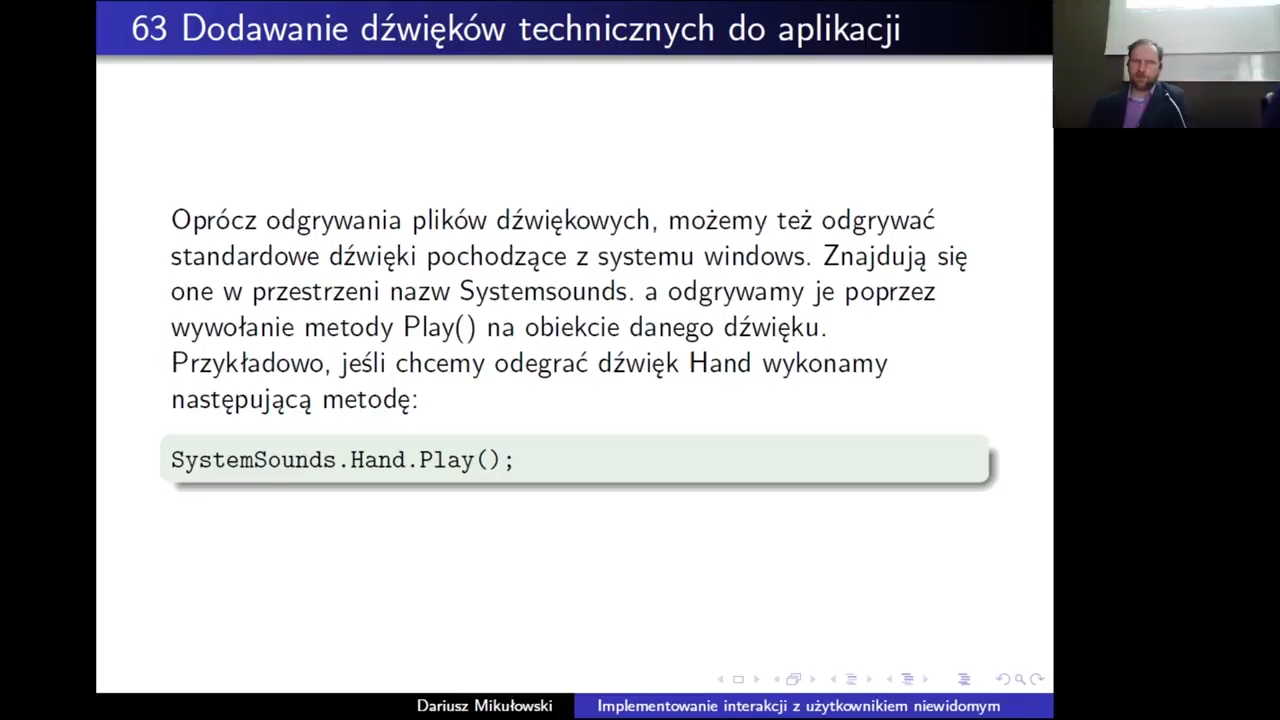 63 Dodawanie dźwięków technicznych do aplikacji
Oprócz odgrywania plików dźwiękowych, możemy też odgrywać
standardowe dźwięki pochodzące z systemu windows. Znajdują się
one w przestrzeni nazw Systemsounds. a odgrywamy je poprzez
wywołanie metody Play() na obiekcie danego dźwięku.
Przykładowo, jeśli chcemy odegrać dźwięk Hand wykonamy
następującą metodę:
SystemSounds.Hand.Play();
Dariusz Mikułowski
Implementowanie interakcji z użytkownikiem niewidomym